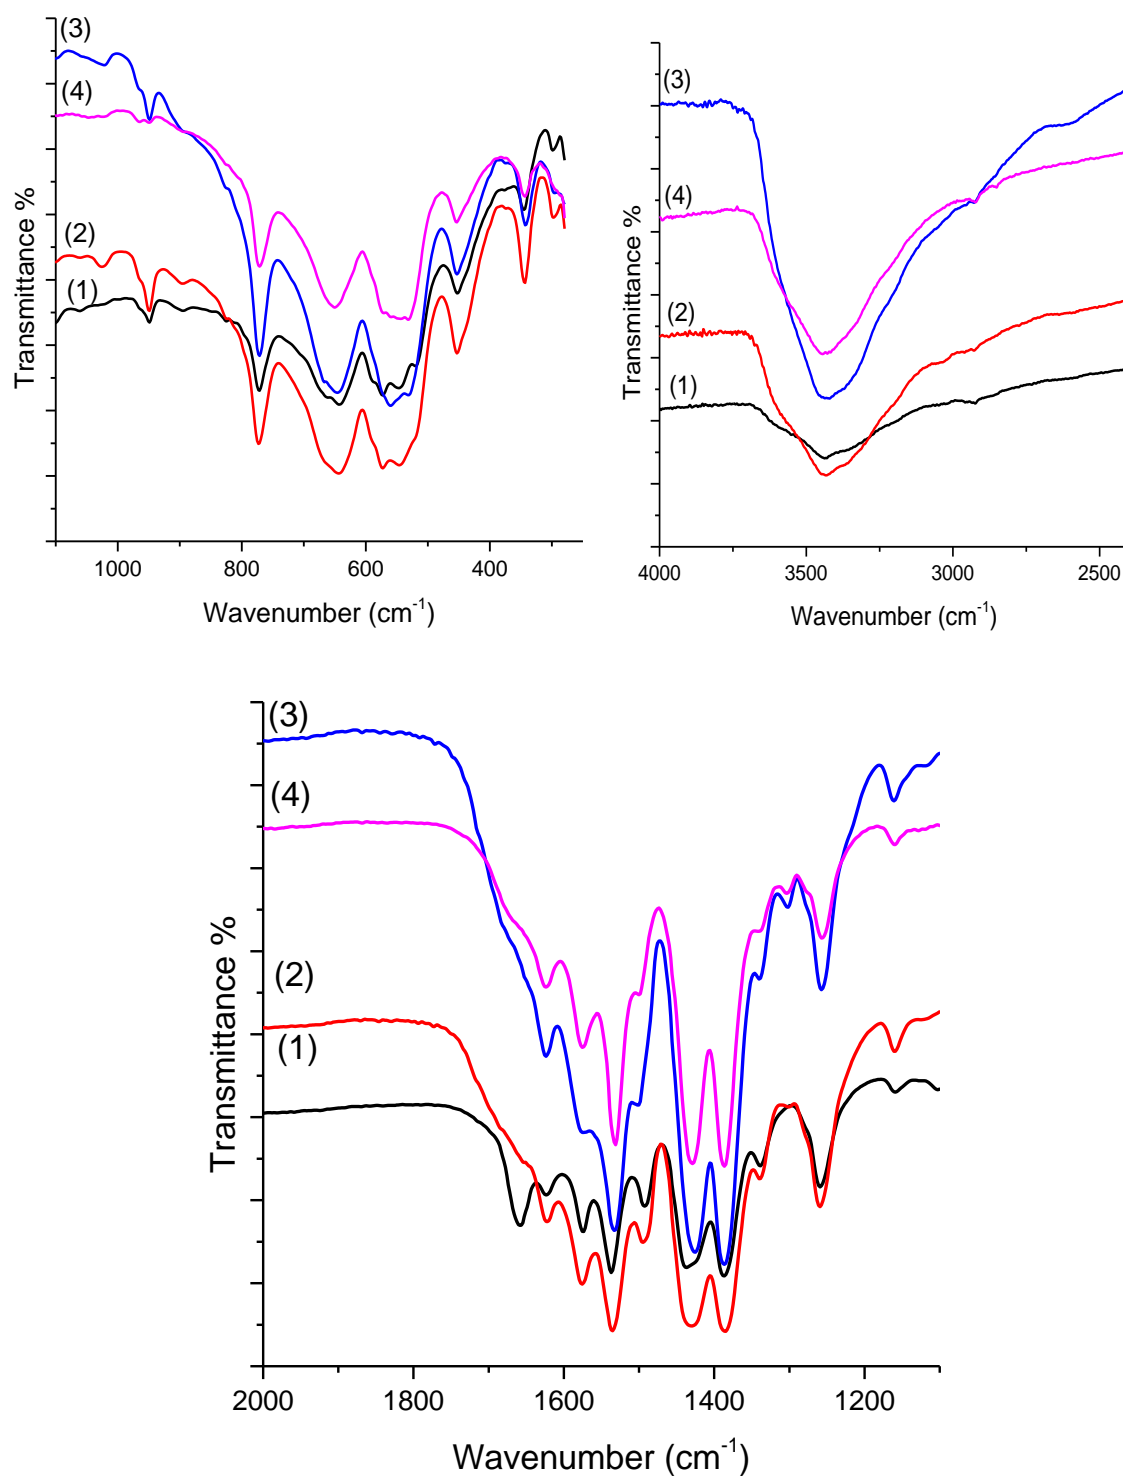 (3)
(4)
(2)
(1)
Transmittance %
1000 800 600 400
Wavenumber (cm⁻¹)
(3)
(4)
(2)
(1)
Transmittance %
4000 3500 3000 2500
Wavenumber (cm⁻¹)
(3)
(4)
(2)
(1)
Transmittance %
2000 1800 1600 1400 1200
Wavenumber (cm⁻¹)